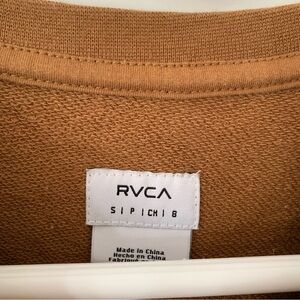 RVCA
S | P | CH | 8
Made in China
Hecho en China
Fabriqué en Chine